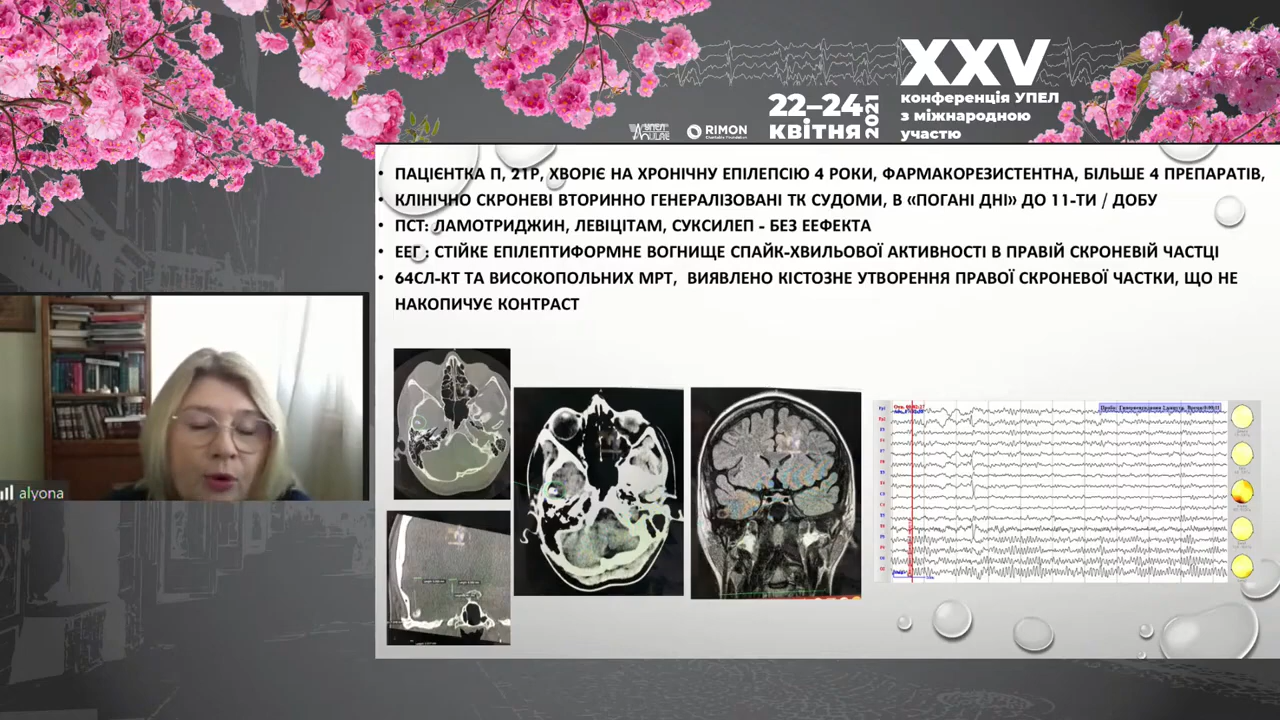 XXV
22–24
квітня
2021
конференція УПЕЛ
з міжнародною
участю
RIMON
• ПАЦІЄНТКА П, 21Р, ХВОРІЄ НА ХРОНІЧНУ ЕПІЛЕПСІЮ 4 РОКИ, ФАРМАКОРЕЗИСТЕНТНА, БІЛЬШЕ 4 ПРЕПАРАТІВ,
• КЛІНІЧНО СКРОНЕВІ ВТОРИННО ГЕНЕРАЛІЗОВАНІ ТК СУДОМИ, В «ПОГАНІ ДНІ» ДО 11-ТИ / ДОБУ
• ПСТ: ЛАМОТРИДЖИН, ЛЕВІЦІТАМ, СУКСИЛЕП - БЕЗ ЕЕФЕКТА
• ЕЕГ : СТІЙКЕ ЕПІЛЕПТИФОРМНЕ ВОГНИЩЕ СПАЙК-ХВИЛЬОВОЇ АКТИВНОСТІ В ПРАВІЙ СКРОНЕВІЙ ЧАСТЦІ
• 64СЛ-КТ ТА ВИСОКОПОЛЬНИХ МРТ, ВИЯВЛЕНО КІСТОЗНЕ УТВОРЕННЯ ПРАВОЇ СКРОНЕВОЇ ЧАСТКИ, ЩО НЕ
НАКОПИЧУЄ КОНТРАСТ
alyona